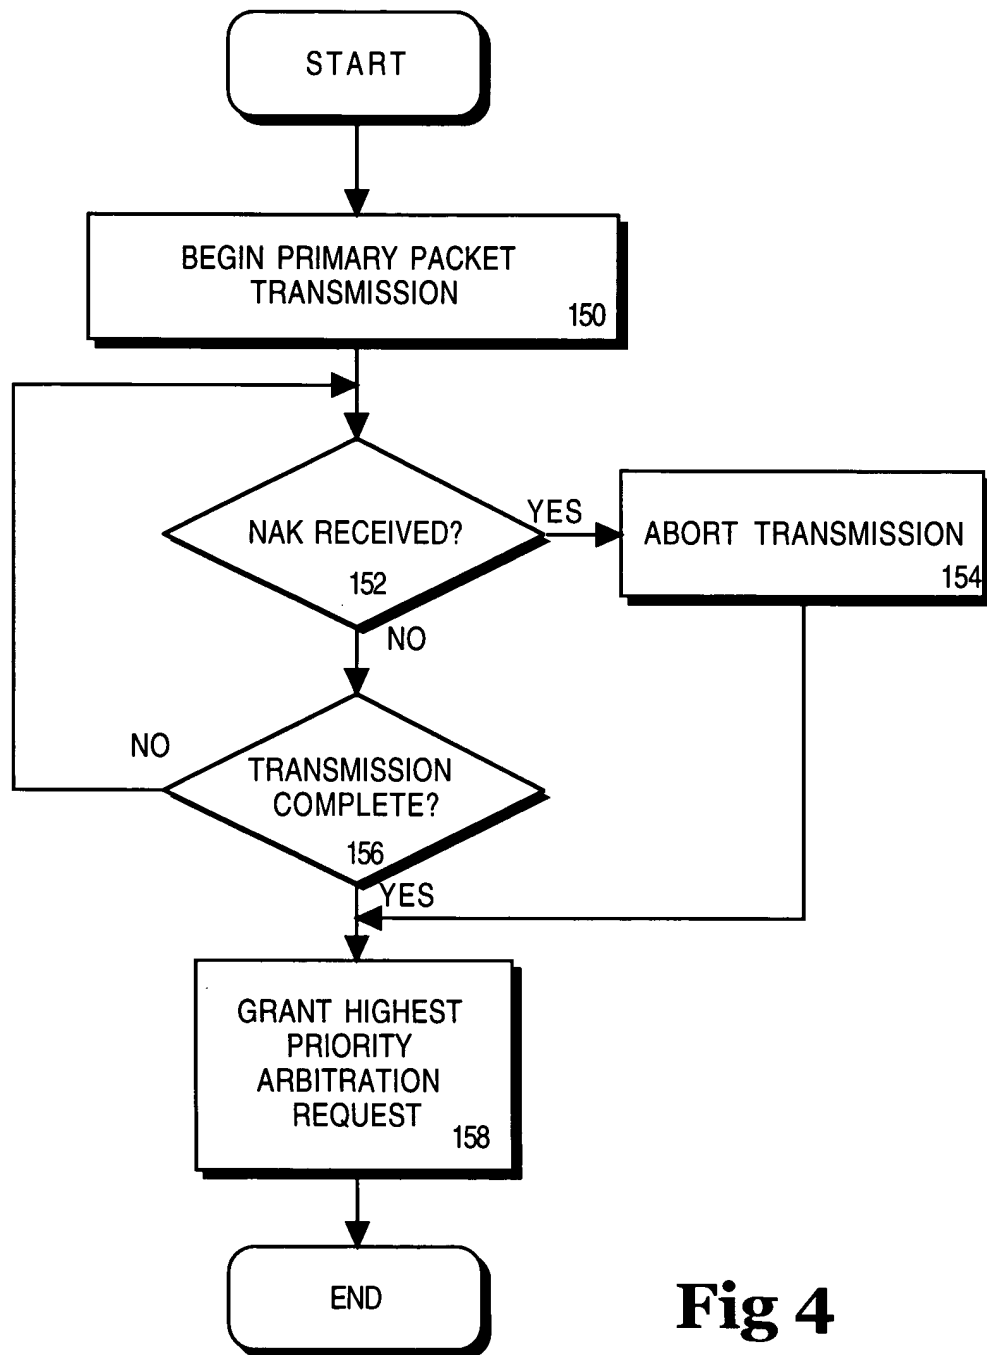 START
BEGIN PRIMARY PACKET
TRANSMISSION
150
NAK RECEIVED?
152
YES
ABORT TRANSMISSION
154
NO
NO
TRANSMISSION
COMPLETE?
156
YES
GRANT HIGHEST
PRIORITY
ARBITRATION
REQUEST
158
END
Fig 4